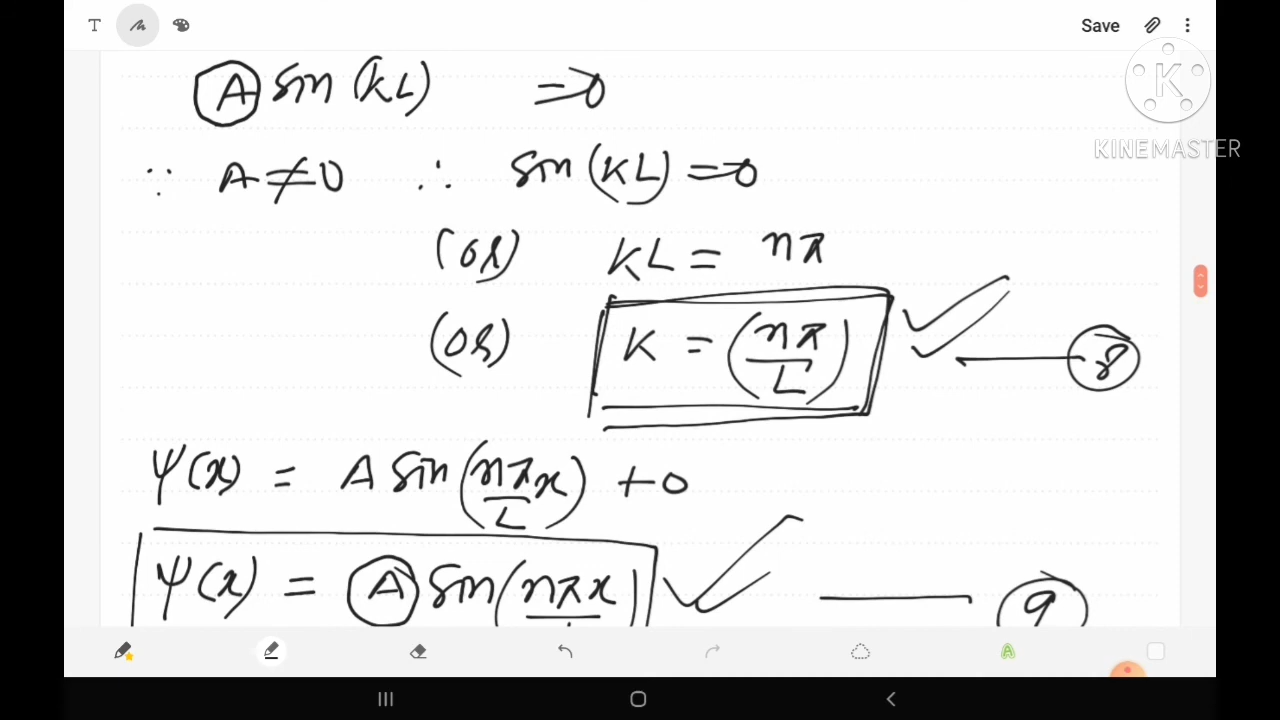 T Save
K
KINEMASTER
A sin (KL) = 0
∵ A ≠ 0 ∴ sin (KL) = 0
(or) KL = nπ
(or) K = (nπ/L) 8
ψ(x) = A sin (nπx/L) + 0
ψ(x) = A sin (nπx/L) 9
A